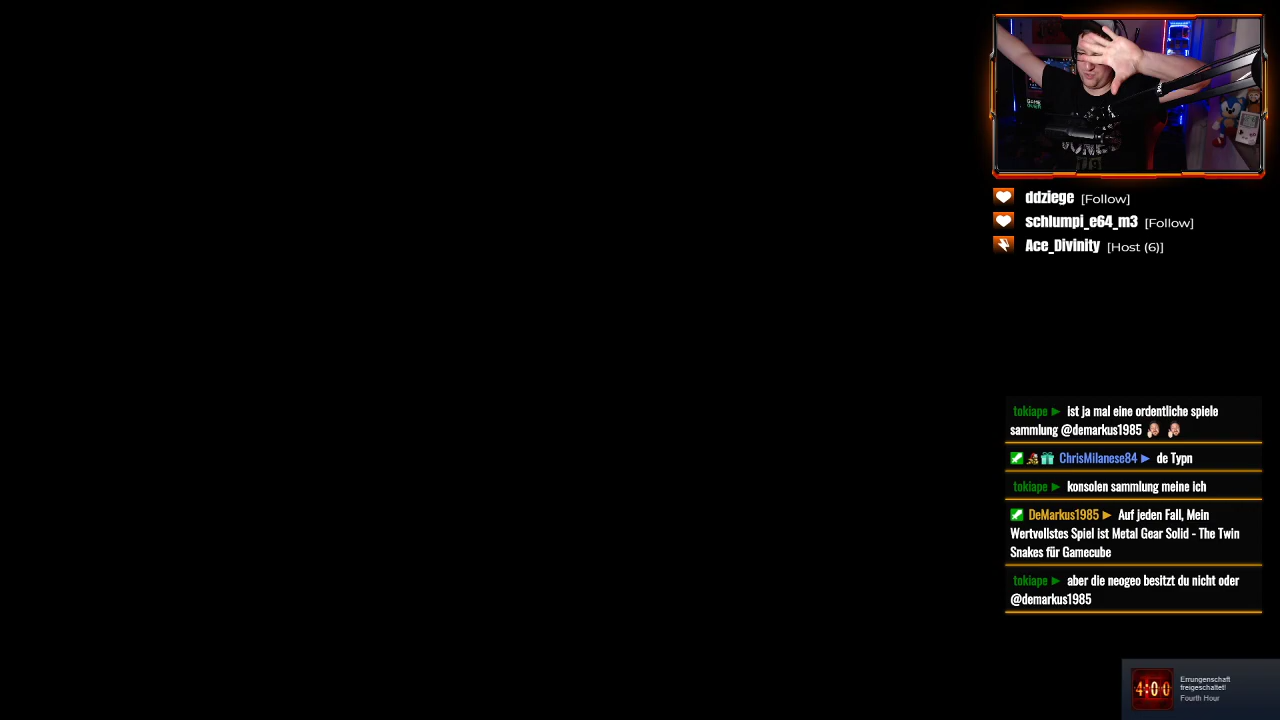 ddziege [Follow]
schlumpi_e64_m3 [Follow]
Ace_Divinity [Host (6)]
tokiape ► ist ja mal eine ordentliche spiele
sammlung @demarkus1985
ChrisMilanese84 ► de Typn
tokiape ► konsolen sammlung meine ich
DeMarkus1985 ► Auf jeden Fall, Mein
Wertvollstes Spiel ist Metal Gear Solid - The Twin
Snakes für Gamecube
tokiape ► aber die neogeo besitzt du nicht oder
@demarkus1985
4:00
Errungenschaft
freigeschaltet!
Fourth Hour